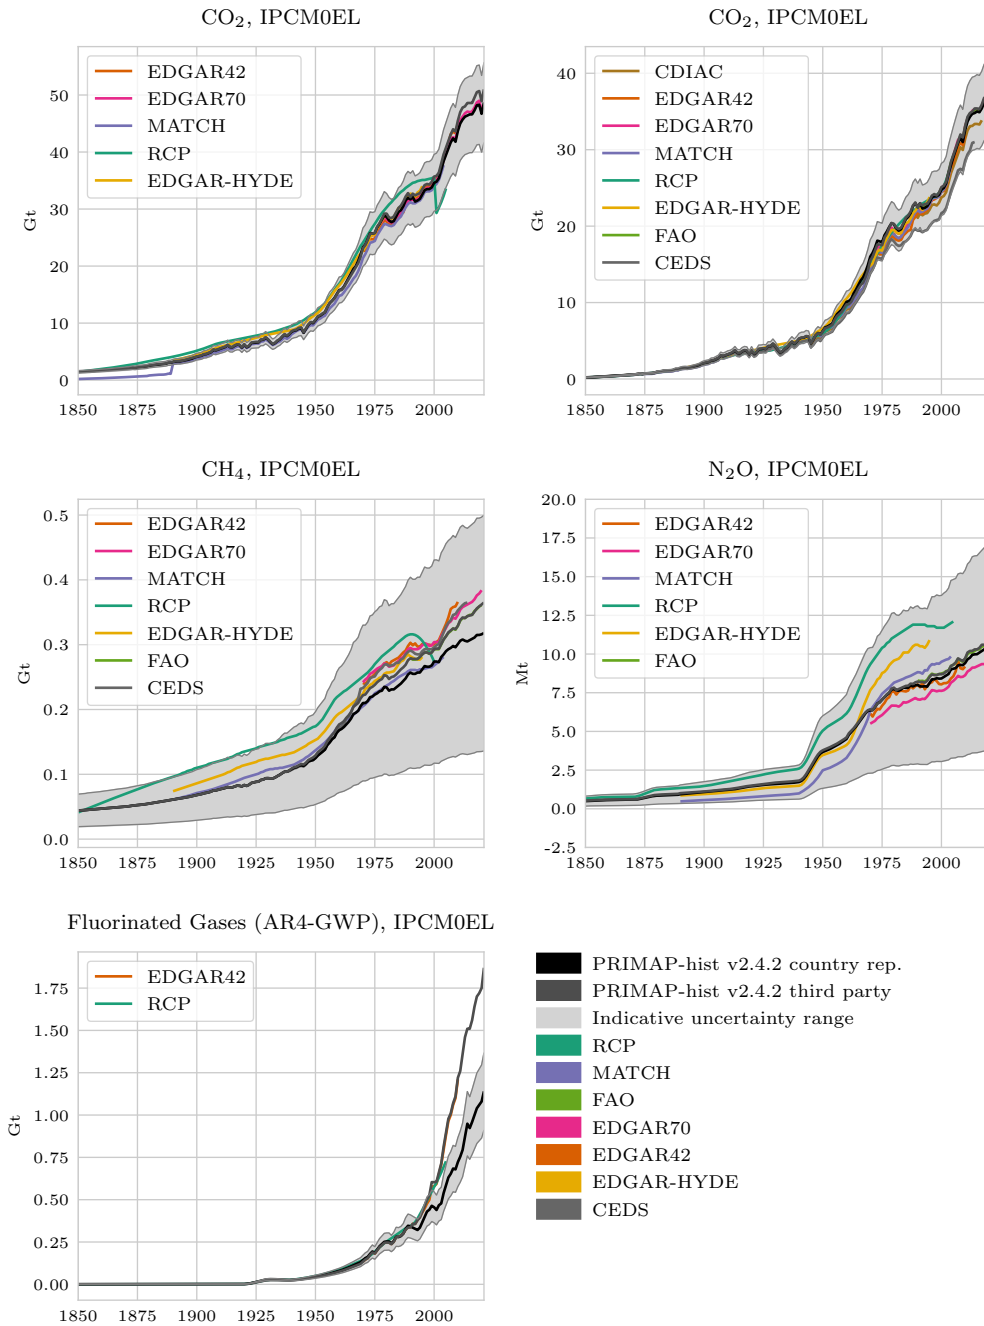 CO₂, IPCM0EL
Gt
50
40
30
20
10
0
EDGAR42
EDGAR70
MATCH
RCP
EDGAR-HYDE
1850 1875 1900 1925 1950 1975 2000
CO₂, IPCM0EL
Gt
40
30
20
10
0
CDIAC
EDGAR42
EDGAR70
MATCH
RCP
EDGAR-HYDE
FAO
CEDS
1850 1875 1900 1925 1950 1975 2000
CH₄, IPCM0EL
Gt
0.5
0.4
0.3
0.2
0.1
0.0
EDGAR42
EDGAR70
MATCH
RCP
EDGAR-HYDE
FAO
CEDS
1850 1875 1900 1925 1950 1975 2000
N₂O, IPCM0EL
Mt
20.0
17.5
15.0
12.5
10.0
7.5
5.0
2.5
0.0
-2.5
EDGAR42
EDGAR70
MATCH
RCP
EDGAR-HYDE
FAO
1850 1875 1900 1925 1950 1975 2000
Fluorinated Gases (AR4-GWP), IPCM0EL
Gt
1.75
1.50
1.25
1.00
0.75
0.50
0.25
0.00
EDGAR42
RCP
1850 1875 1900 1925 1950 1975 2000
PRIMAP-hist v2.4.2 country rep.
PRIMAP-hist v2.4.2 third party
Indicative uncertainty range
RCP
MATCH
FAO
EDGAR70
EDGAR42
EDGAR-HYDE
CEDS